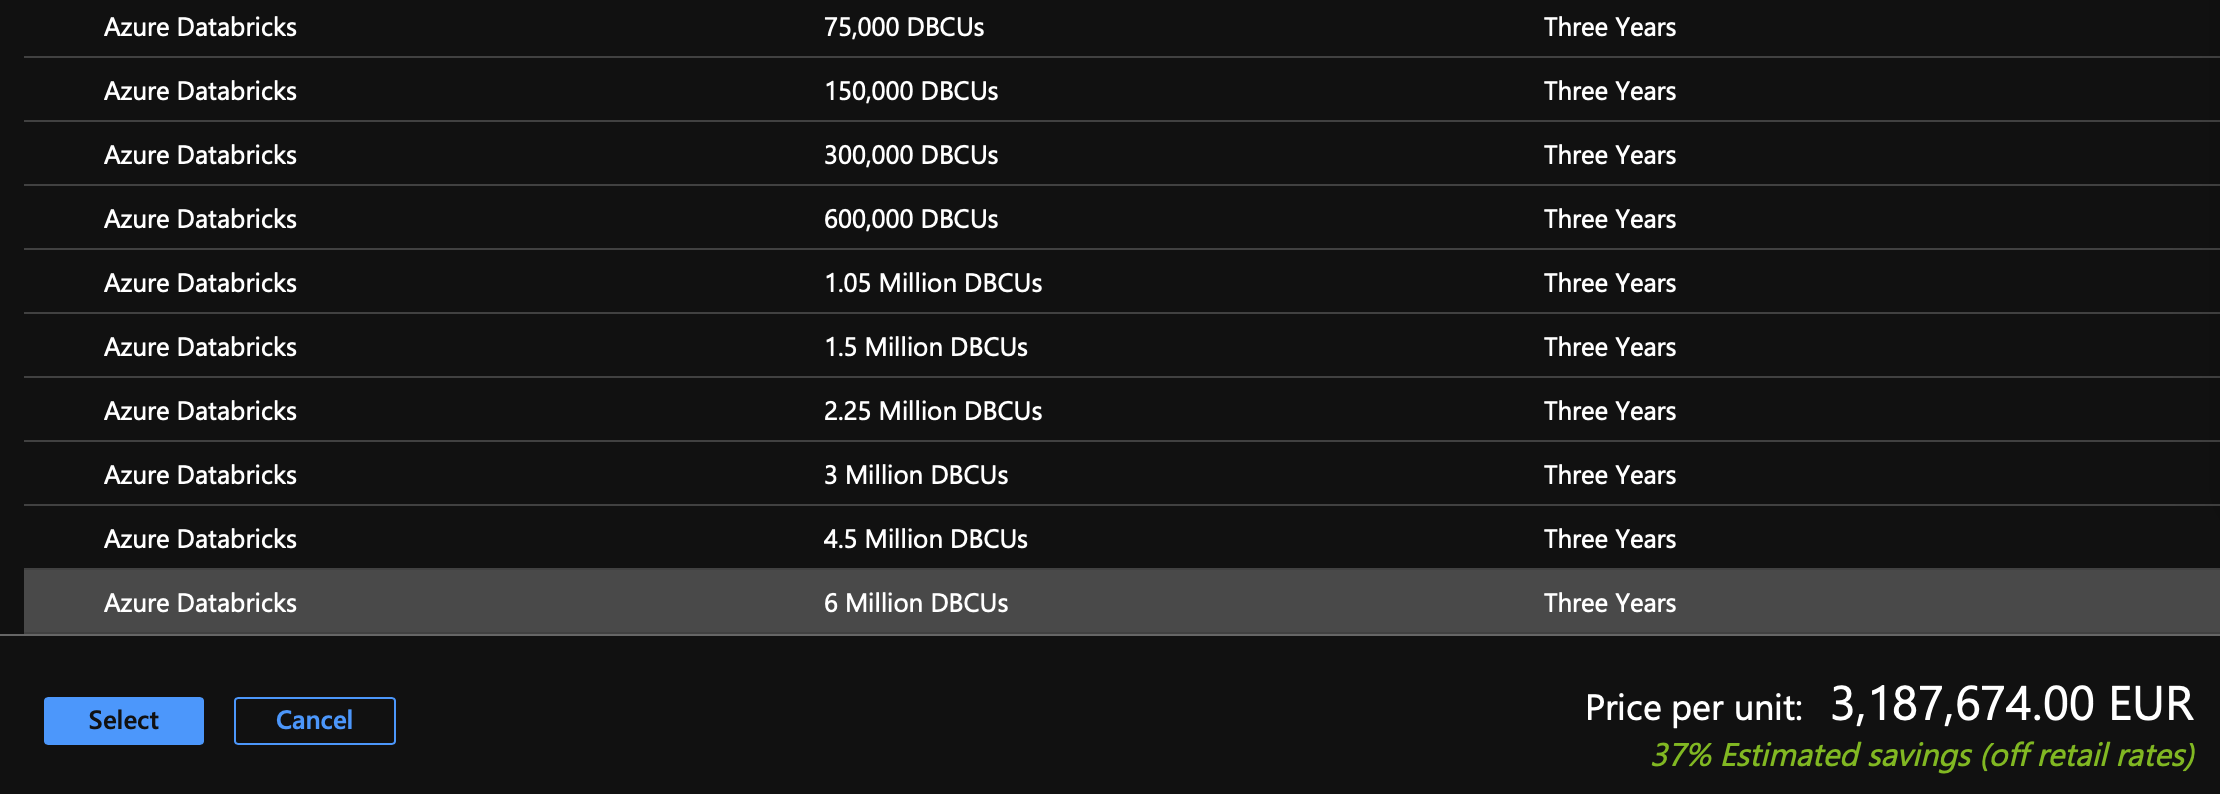 Azure Databricks 75,000 DBCUs Three Years
Azure Databricks 150,000 DBCUs Three Years
Azure Databricks 300,000 DBCUs Three Years
Azure Databricks 600,000 DBCUs Three Years
Azure Databricks 1.05 Million DBCUs Three Years
Azure Databricks 1.5 Million DBCUs Three Years
Azure Databricks 2.25 Million DBCUs Three Years
Azure Databricks 3 Million DBCUs Three Years
Azure Databricks 4.5 Million DBCUs Three Years
Azure Databricks 6 Million DBCUs Three Years
Select Cancel Price per unit: 3,187,674.00 EUR
37% Estimated savings (off retail rates)